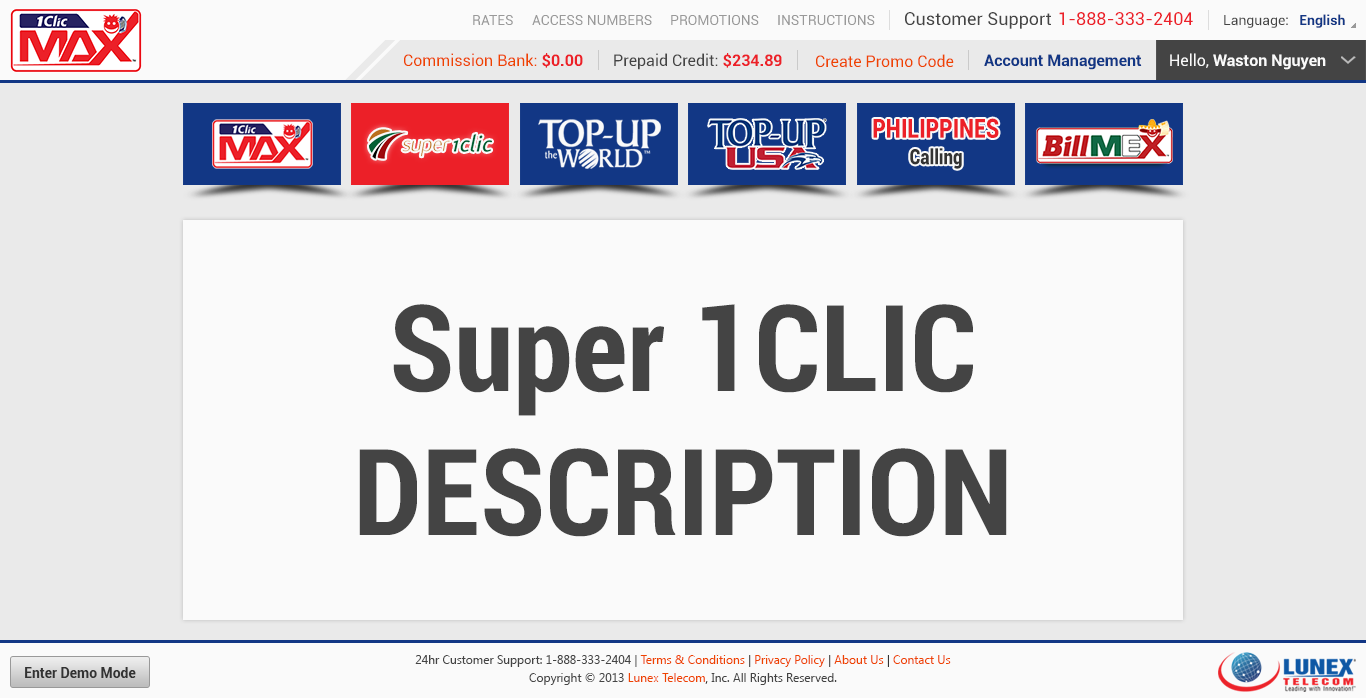 1Clic
MAX
RATES ACCESS NUMBERS PROMOTIONS INSTRUCTIONS Customer Support 1-888-333-2404 Language: English
Commission Bank: $0.00 Prepaid Credit: $234.89 Create Promo Code Account Management Hello, Waston Nguyen
1Clic
MAX
super1clic
TOP-UP
the WORLD™
TOP-UP
USA
PHILIPPINES
Calling
BillMEX
Super 1CLIC
DESCRIPTION
Enter Demo Mode
24hr Customer Support: 1-888-333-2404 | Terms & Conditions | Privacy Policy | About Us | Contact Us
Copyright © 2013 Lunex Telecom, Inc. All Rights Reserved.
LUNEX
TELECOM
Leading with Innovation!